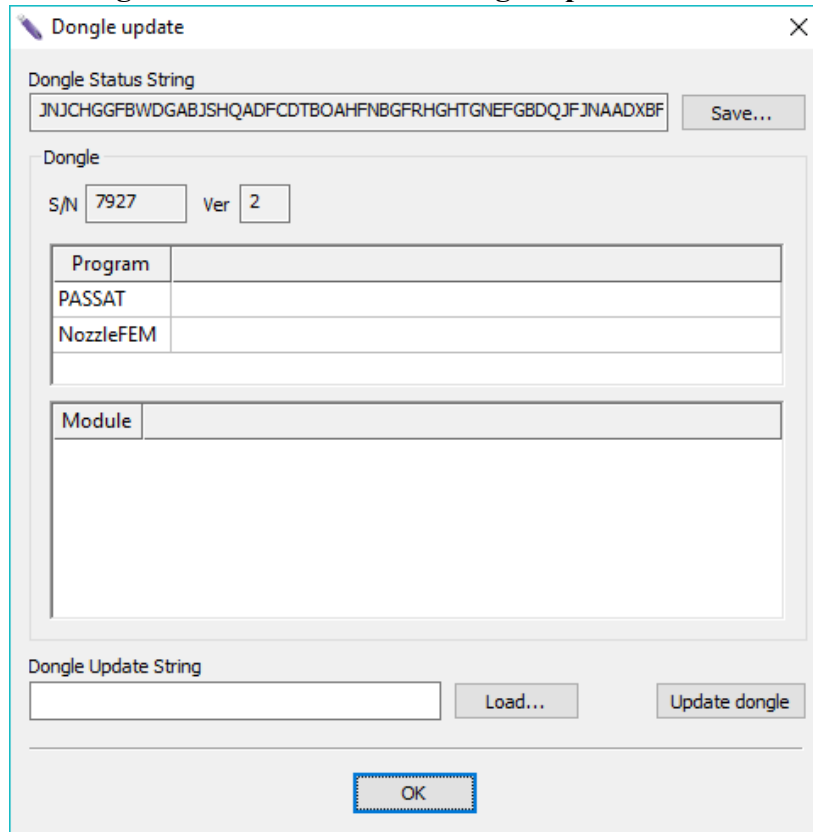 Dongle update
Dongle Status String
JNJCHGGFBWDGABJSHQADFCDTBOAHFNBGFRHGHTGNEFGBDQJFJNAADXBF
Save...
Dongle
S/N 7927 Ver 2
Program
PASSAT
NozzleFEM
Module
Dongle Update String
Load...
Update dongle
OK